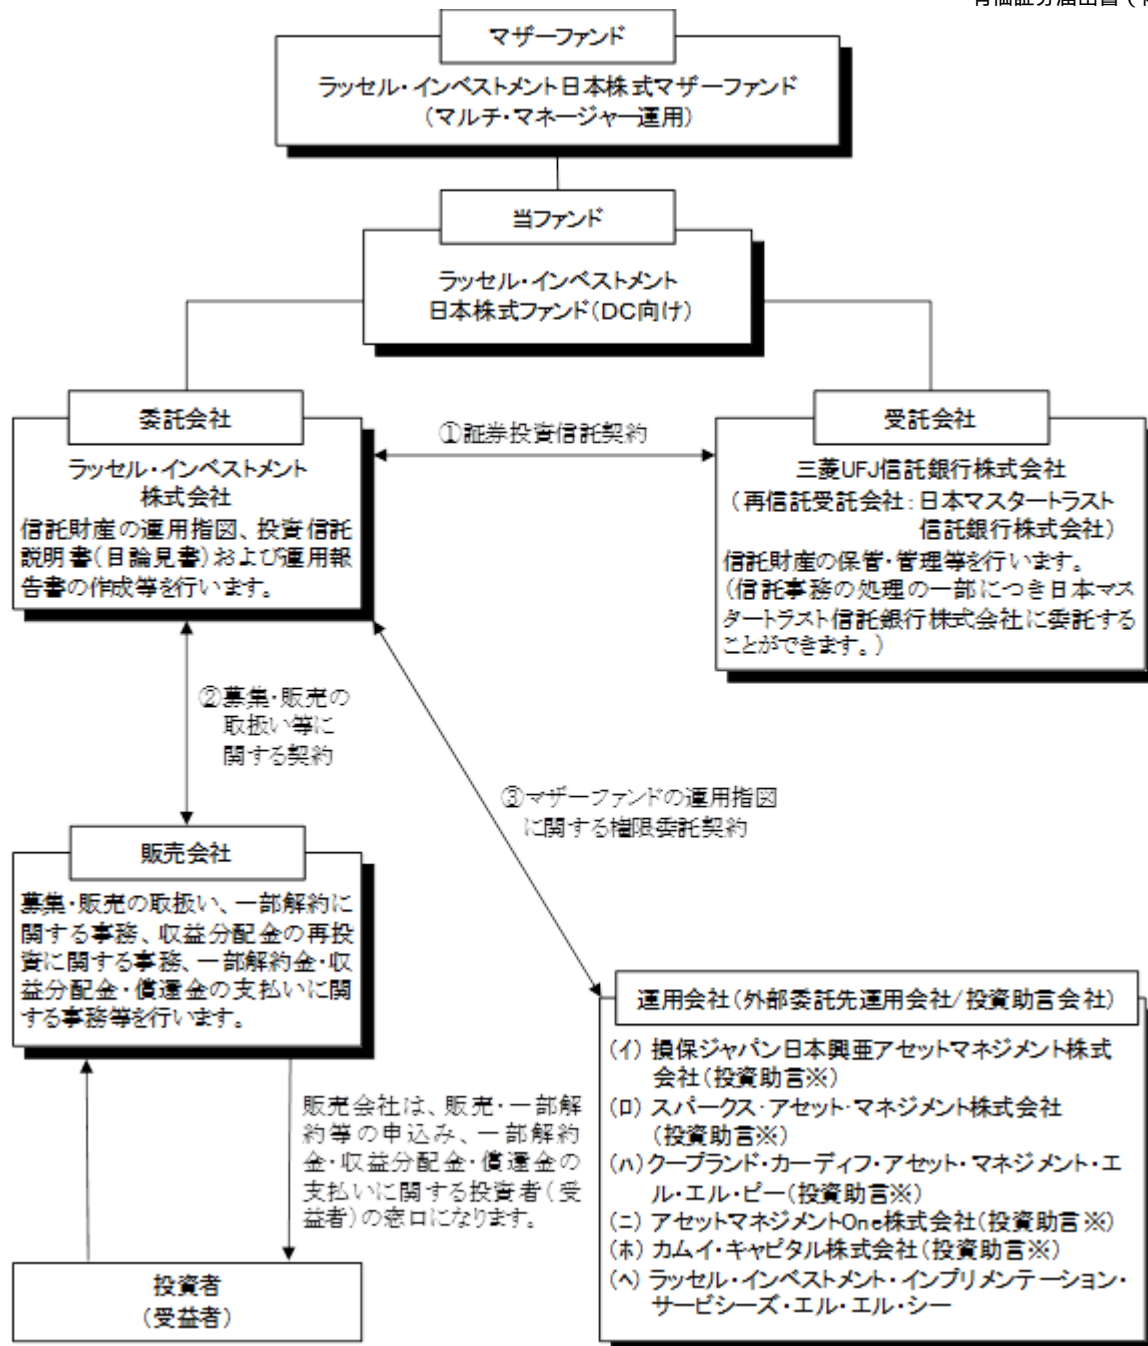 有価証券届出書(
マザーファンド
ラッセル・インベストメント日本株式マザーファンド
(マルチ・マネージャー運用)
当ファンド
ラッセル・インベストメント
日本株式ファンド(DC向け)
委託会社
ラッセル・インベストメント
株式会社
信託財産の運用指図、投資信託
説明書(目論見書)および運用報
告書の作成等を行います。
①証券投資信託契約
受託会社
三菱UFJ信託銀行株式会社
(再信託受託会社:日本マスタートラスト
信託銀行株式会社)
信託財産の保管・管理等を行います。
(信託事務の処理の一部につき日本マス
タートラスト信託銀行株式会社に委託する
ことができます。)
②募集・販売の
取扱い等に
関する契約
③マザーファンドの運用指図
に関する権限委託契約
販売会社
募集・販売の取扱い、一部解約に
関する事務、収益分配金の再投
資に関する事務、一部解約金・収
益分配金・償還金の支払いに関
する事務等を行います。
販売会社は、販売・一部解
約等の申込み、一部解約
金・収益分配金・償還金の
支払いに関する投資者(受
益者)の窓口になります。
投資者
(受益者)
運用会社(外部委託先運用会社/投資助言会社)
(イ) 損保ジャパン日本興亜アセットマネジメント株式
会社(投資助言※)
(ロ) スパークス・アセット・マネジメント株式会社
(投資助言※)
(ハ) クープランド・カーディフ・アセット・マネジメント・エ
ル・エル・ピー(投資助言※)
(ニ) アセットマネジメントOne株式会社(投資助言※)
(ホ) カムイ・キャピタル株式会社(投資助言※)
(ヘ) ラッセル・インベストメント・インプリメンテーション・
サービシーズ・エル・エル・シー